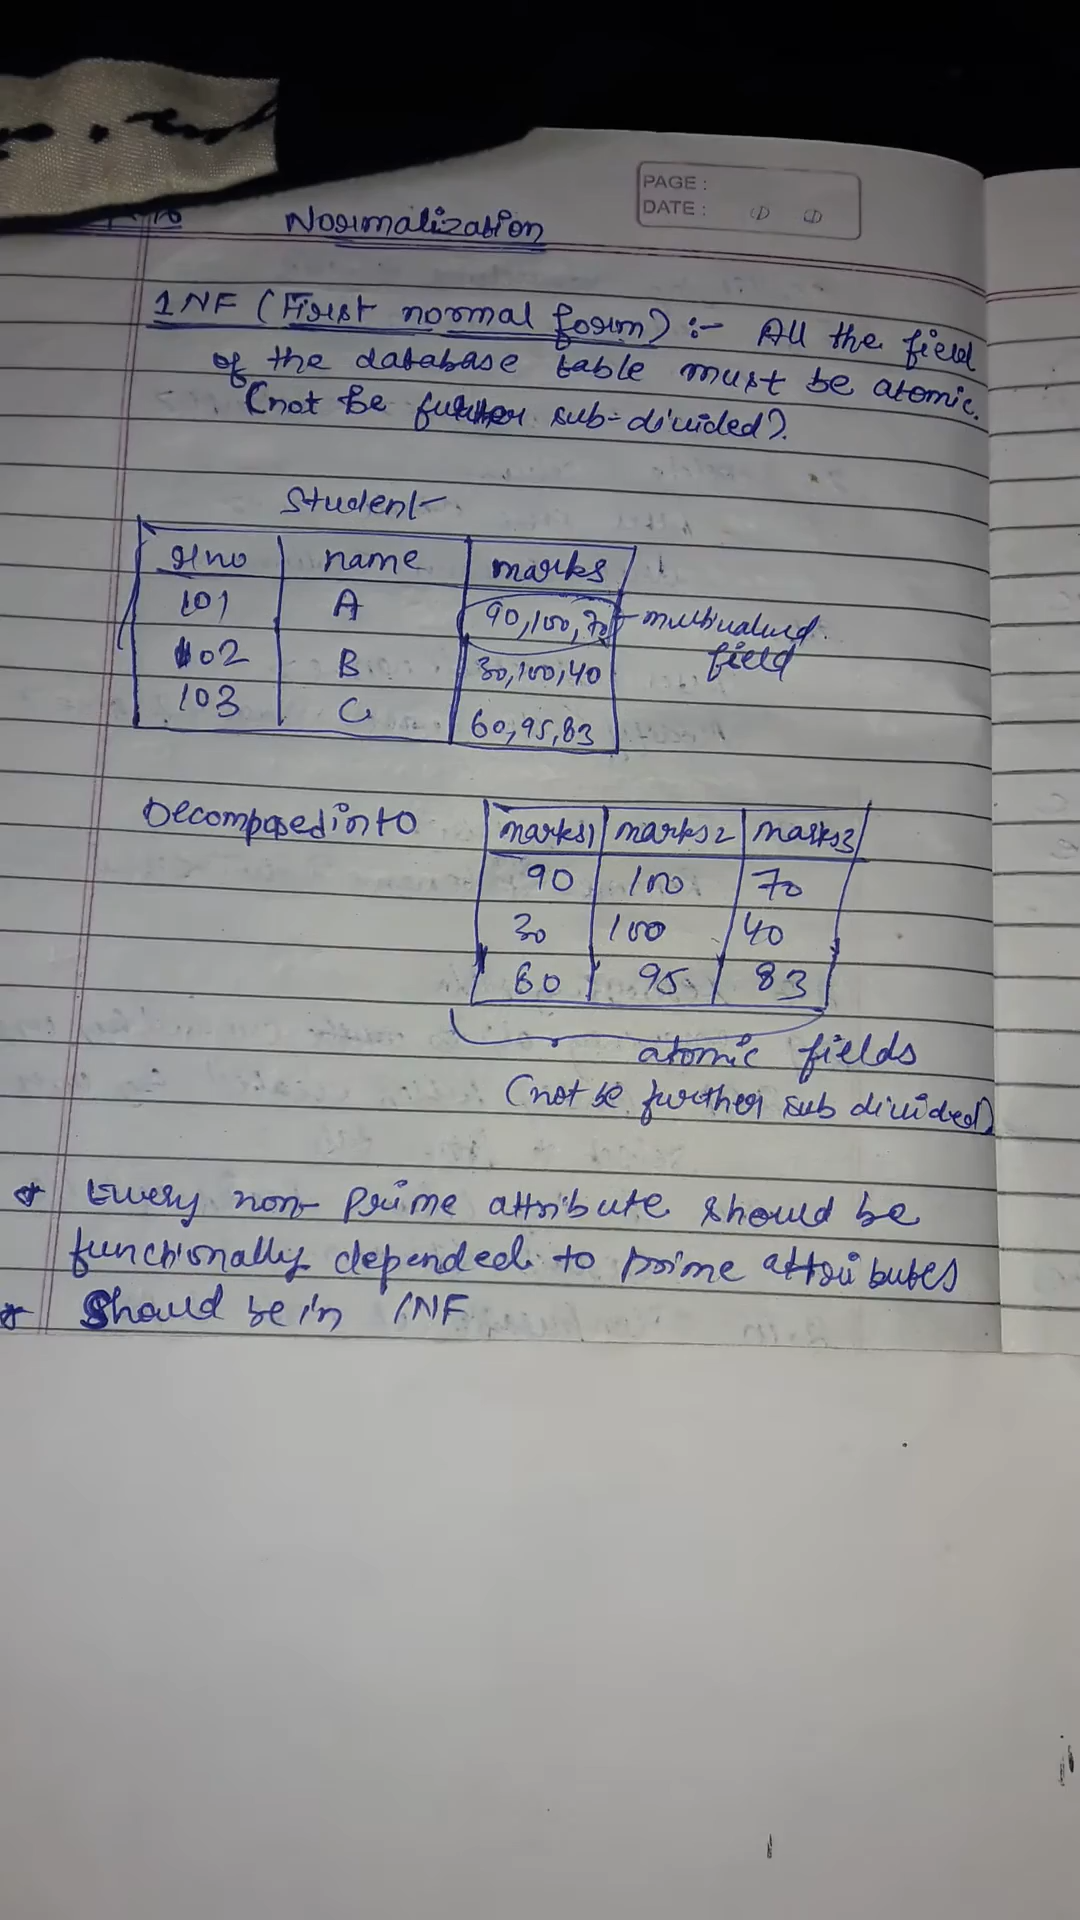 PAGE :
DATE :
Normalization
1NF (First normal form) :- All the field
of the database table must be atomic.
(not be further sub-divided).
Student
rno name marks
101 A 90,100,70 - multivalued
field
102 B 30,100,40
103 C 60,95,83
Decomposed into
marks1 marks2 marks3
90 100 70
30 100 40
60 95 83
atomic fields
(not be further sub divided)
* Every non-prime attribute should be
functionally depended to prime attributes
* Should be in 1NF